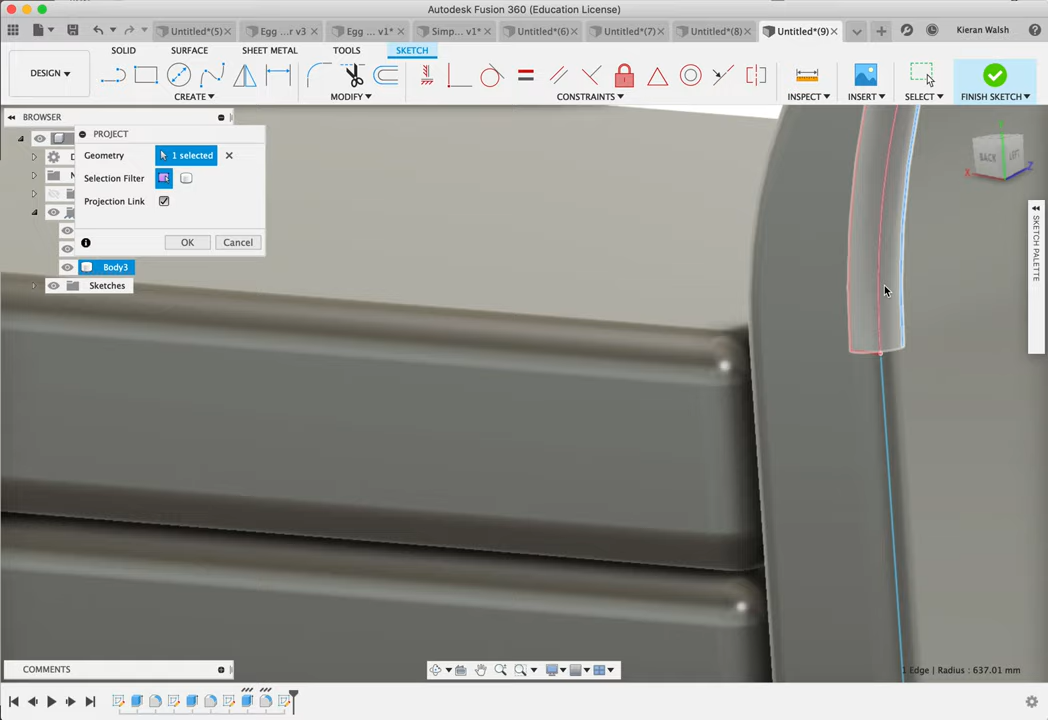 Autodesk Fusion 360 (Education License)
Untitled*(5) Egg ...r v3 Egg ... v1* Simp... v1* Untitled*(6) Untitled*(7) Untitled*(8) Untitled*(9) Kieran Walsh
SOLID SURFACE SHEET METAL TOOLS SKETCH
DESIGN
CREATE MODIFY CONSTRAINTS INSPECT INSERT SELECT FINISH SKETCH
BROWSER
PROJECT
Geometry 1 selected
Selection Filter
Projection Link
OK Cancel
Body3
Sketches
BACK LEFT
X Z
SKETCH PALETTE
COMMENTS
1 Edge | Radius : 637.01 mm